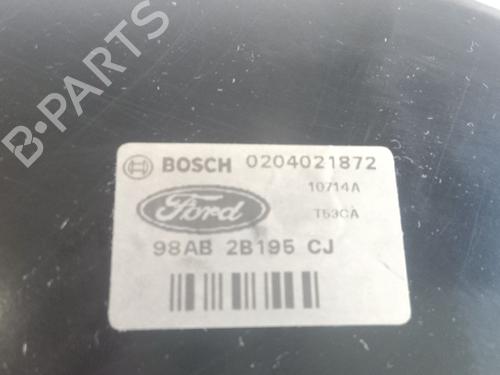 B-PARTS
BOSCH 0204021872
10714A
Ford
T53CA
98AB 2B195 CJ